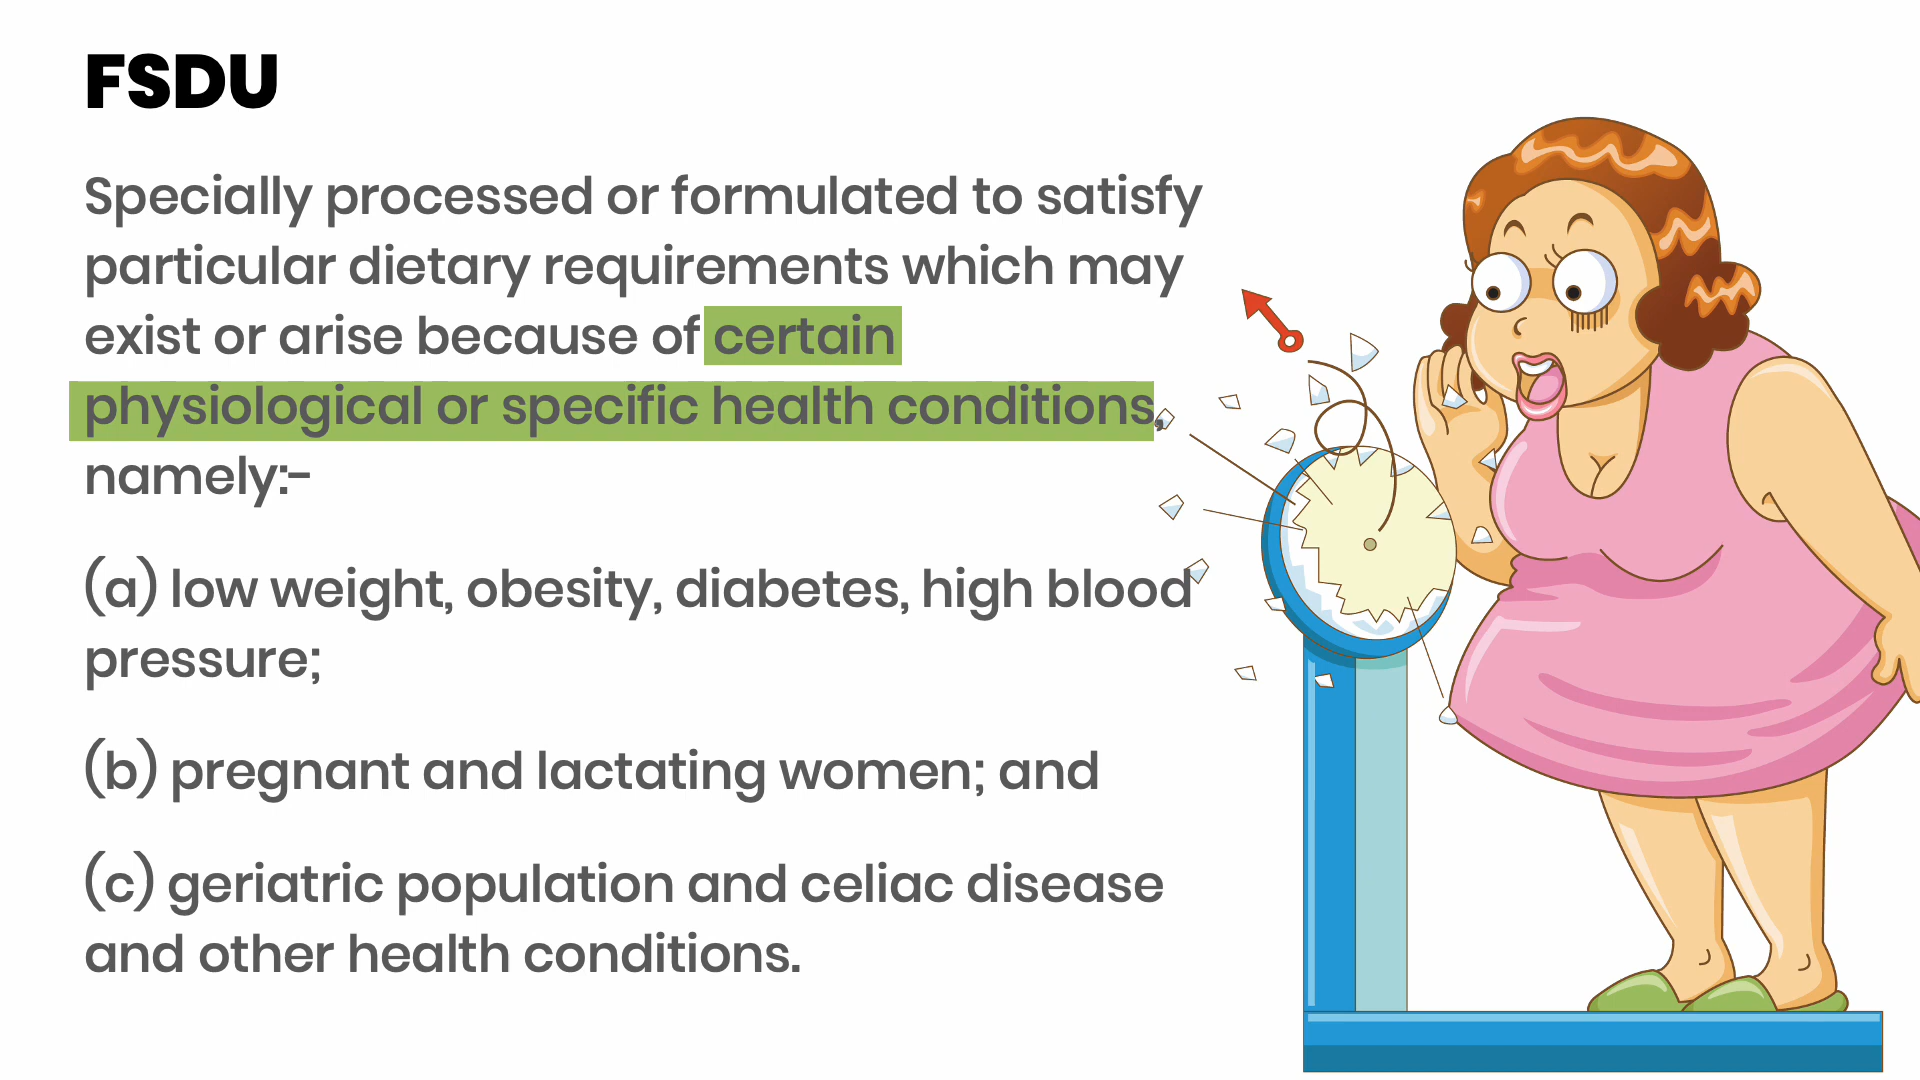 FSDU
Specially processed or formulated to satisfy
particular dietary requirements which may
exist or arise because of certain
physiological or specific health conditions,
namely:-
(a) low weight, obesity, diabetes, high blood
pressure;
(b) pregnant and lactating women; and
(c) geriatric population and celiac disease
and other health conditions.